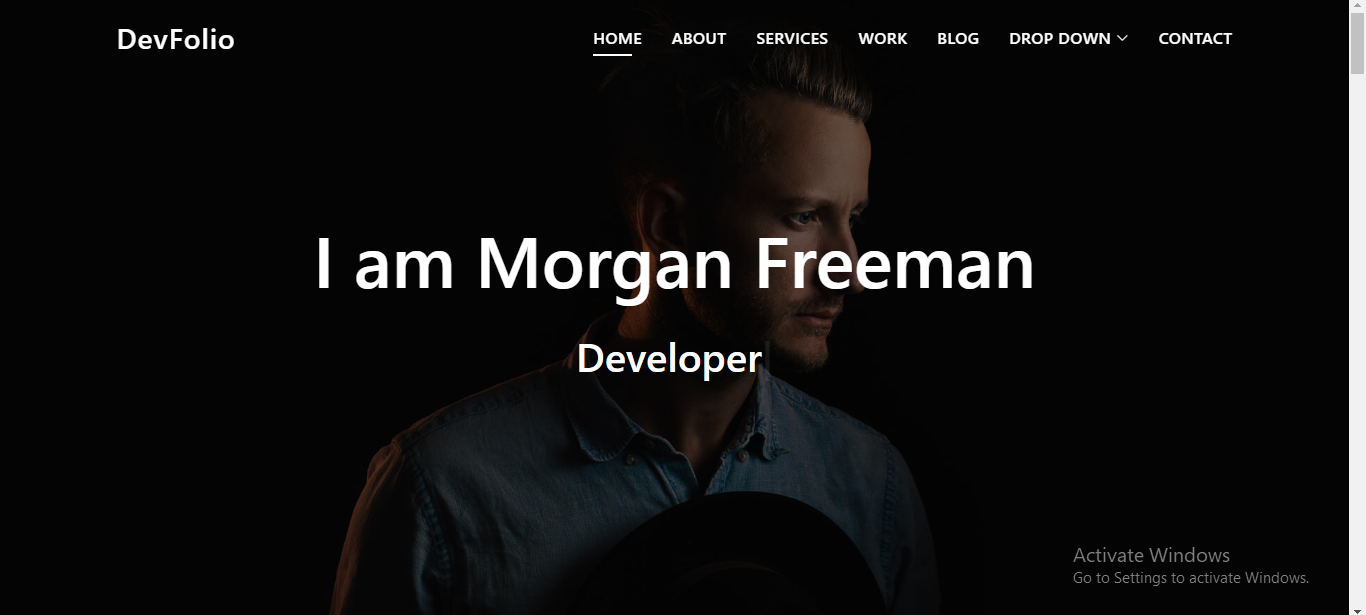 DevFolio
HOME ABOUT SERVICES WORK BLOG DROP DOWN CONTACT
I am Morgan Freeman
Developer
Activate Windows
Go to Settings to activate Windows.